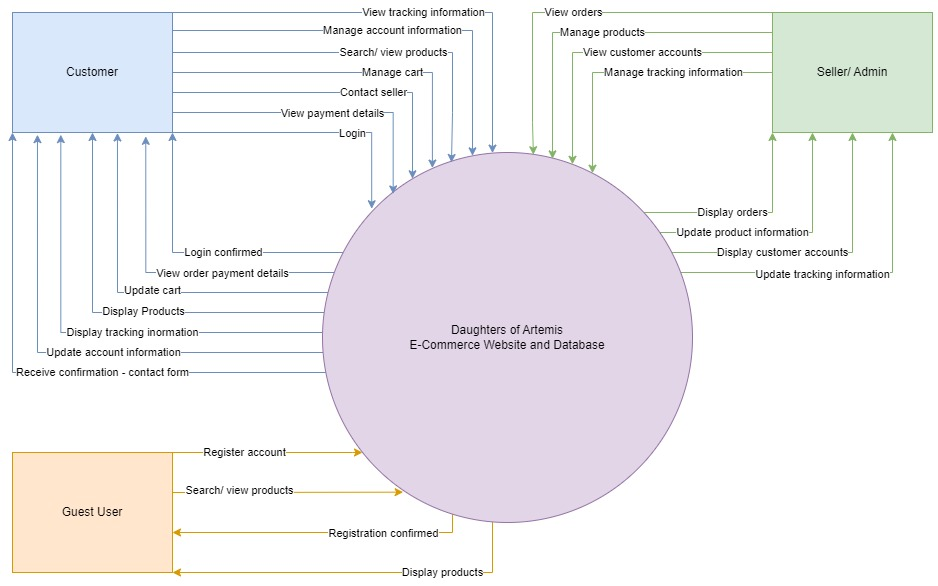 View tracking information
View orders
Manage account information
Manage products
Search/ view products
View customer accounts
Customer
Manage cart
Manage tracking information
Seller/ Admin
Contact seller
View payment details
Login
Display orders
Update product information
Login confirmed
Display customer accounts
View order payment details
Update tracking information
Update cart
Display Products
Display tracking inormation
Daughters of Artemis
E-Commerce Website and Database
Update account information
Receive confirmation - contact form
Register account
Search/ view products
Guest User
Registration confirmed
Display products